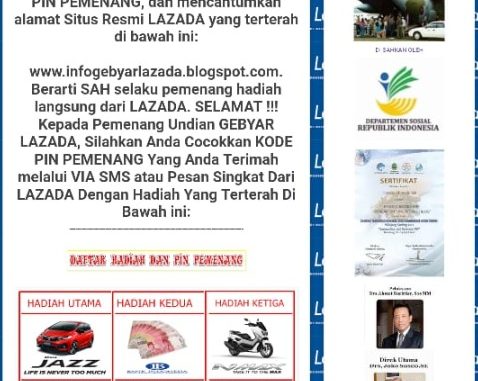 PIN PEMENANG, dan mencantumkan
alamat Situs Resmi LAZADA yang terterah
di bawah ini:
www.infogebyarlazada.blogspot.com.
Berarti SAH selaku pemenang hadiah
langsung dari LAZADA. SELAMAT !!!
Kepada Pemenang Undian GEBYAR
LAZADA, Silahkan Anda Cocokkan KODE
PIN PEMENANG Yang Anda Terimah
melalui VIA SMS atau Pesan Singkat Dari
LAZADA Dengan Hadiah Yang Terterah Di
Bawah ini:
DAFTAR HADIAH DAN PIN PEMENANG
HADIAH UTAMA
HADIAH KEDUA
HADIAH KETIGA
JAZZ
LIFE IS NEVER TOO MUCH
NMAX
DI SAHKAN OLEH
DEPARTEMEN SOSIAL
REPUBLIK INDONESIA
SERTIFIKAT
Direk Utama